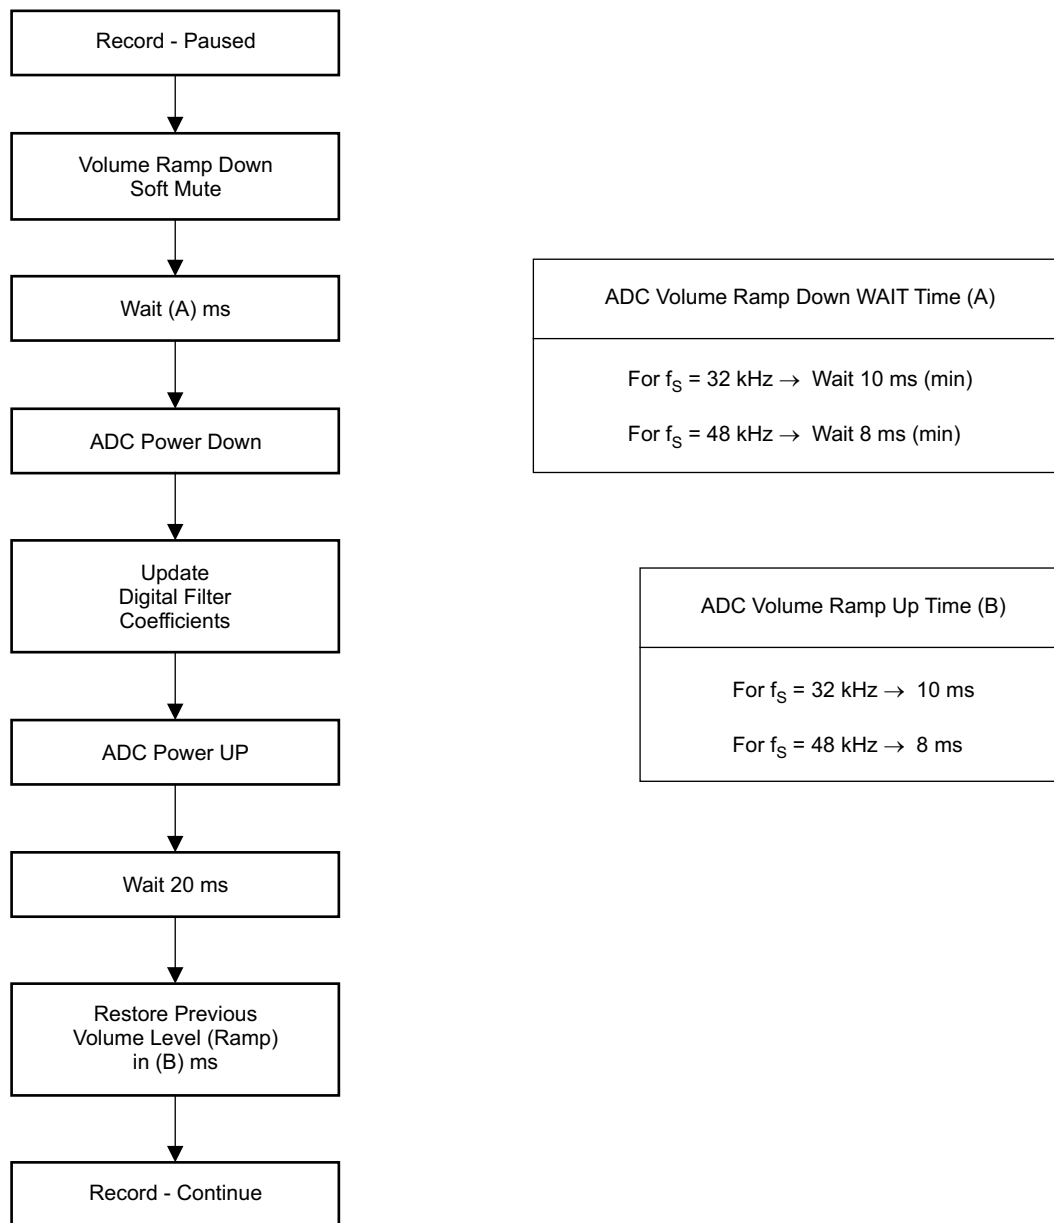 Record - Paused
Volume Ramp Down
Soft Mute
Wait (A) ms
ADC Power Down
Update
Digital Filter
Coefficients
ADC Power UP
Wait 20 ms
Restore Previous
Volume Level (Ramp)
in (B) ms
Record - Continue
ADC Volume Ramp Down WAIT Time (A)
For fS = 32 kHz → Wait 10 ms (min)
For fS = 48 kHz → Wait 8 ms (min)
ADC Volume Ramp Up Time (B)
For fS = 32 kHz → 10 ms
For fS = 48 kHz → 8 ms